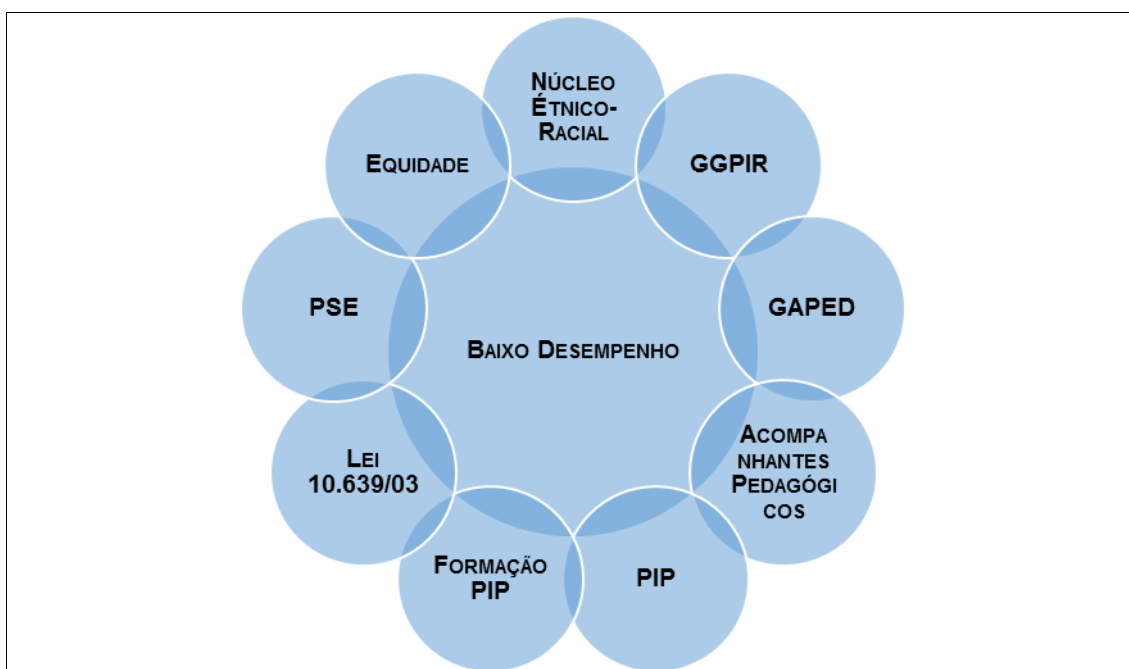 NÚCLEO
ÉTNICO-
RACIAL
GGPIR
GAPED
ACOMPA
NHANTES
PEDAGÓGI
COS
PIP
FORMAÇÃO
PIP
LEI
10.639/03
PSE
EQUIDADE
BAIXO DESEMPENHO